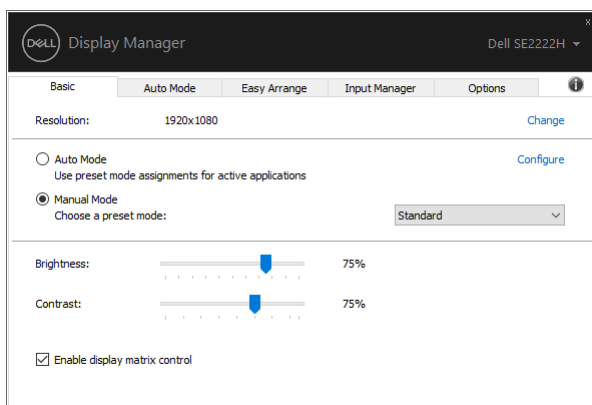 DELL Display Manager Dell SE2222H
Basic Auto Mode Easy Arrange Input Manager Options
Resolution: 1920x1080 Change
Auto Mode Configure
Use preset mode assignments for active applications
Manual Mode
Choose a preset mode: Standard
Brightness: 75%
Contrast: 75%
Enable display matrix control